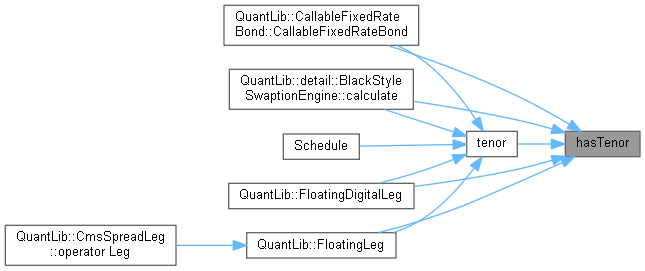 QuantLib::CallableFixedRate
Bond::CallableFixedRateBond
QuantLib::detail::BlackStyle
SwaptionEngine::calculate
Schedule
tenor
hasTenor
QuantLib::FloatingDigitalLeg
QuantLib::CmsSpreadLeg
::operator Leg
QuantLib::FloatingLeg